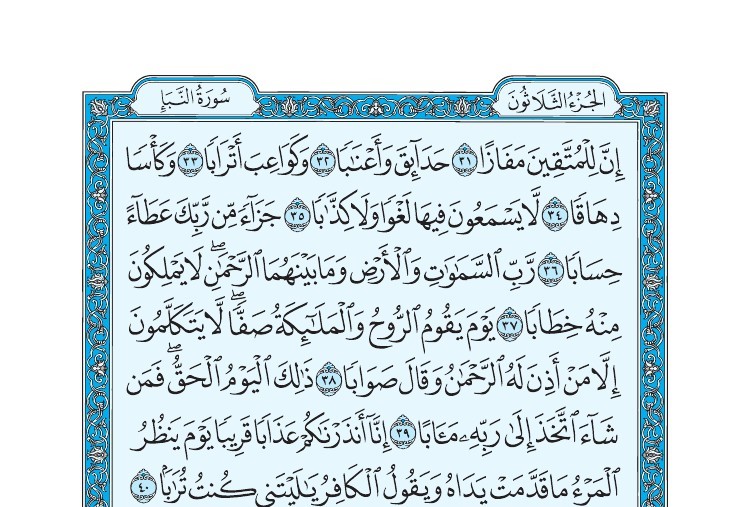 الجُزْءُ الثَّلَاثُونَ
سُورَةُ النَّبَإِ
إِنَّ لِلْمُتَّقِينَ مَفَازًا ٣١ حَدَآئِقَ وَأَعْنَٰبًا ٣٢ وَكَوَاعِبَ أَتْرَابًا ٣٣ وَكَأْسًا
دِهَاقًا ٣٤ لَّا يَسْمَعُونَ فِيهَا لَغْوًا وَلَا كِذَّٰبًا ٣٥ جَزَآءً مِّن رَّبِّكَ عَطَآءً
حِسَابًا ٣٦ رَّبِّ ٱلسَّمَٰوَٰتِ وَٱلْأَرْضِ وَمَا بَيْنَهُمَا ٱلرَّحْمَٰنِۖ لَا يَمْلِكُونَ
مِنْهُ خِطَابًا ٣٧ يَوْمَ يَقُومُ ٱلرُّوحُ وَٱلْمَلَٰٓئِكَةُ صَفًّاۖ لَّا يَتَكَلَّمُونَ
إِلَّا مَنْ أَذِنَ لَهُ ٱلرَّحْمَٰنُ وَقَالَ صَوَابًا ٣٨ ذَٰلِكَ ٱلْيَوْمُ ٱلْحَقُّۖ فَمَن
شَآءَ ٱتَّخَذَ إِلَىٰ رَبِّهِۦ مَـَٔابًا ٣٩ إِنَّآ أَنذَرْنَٰكُمْ عَذَابًا قَرِيبًا يَوْمَ يَنظُرُ
ٱلْمَرْءُ مَا قَدَّمَتْ يَدَاهُ وَيَقُولُ ٱلْكَافِرُ يَٰلَيْتَنِى كُنتُ تُرَٰبًۢا ٤٠